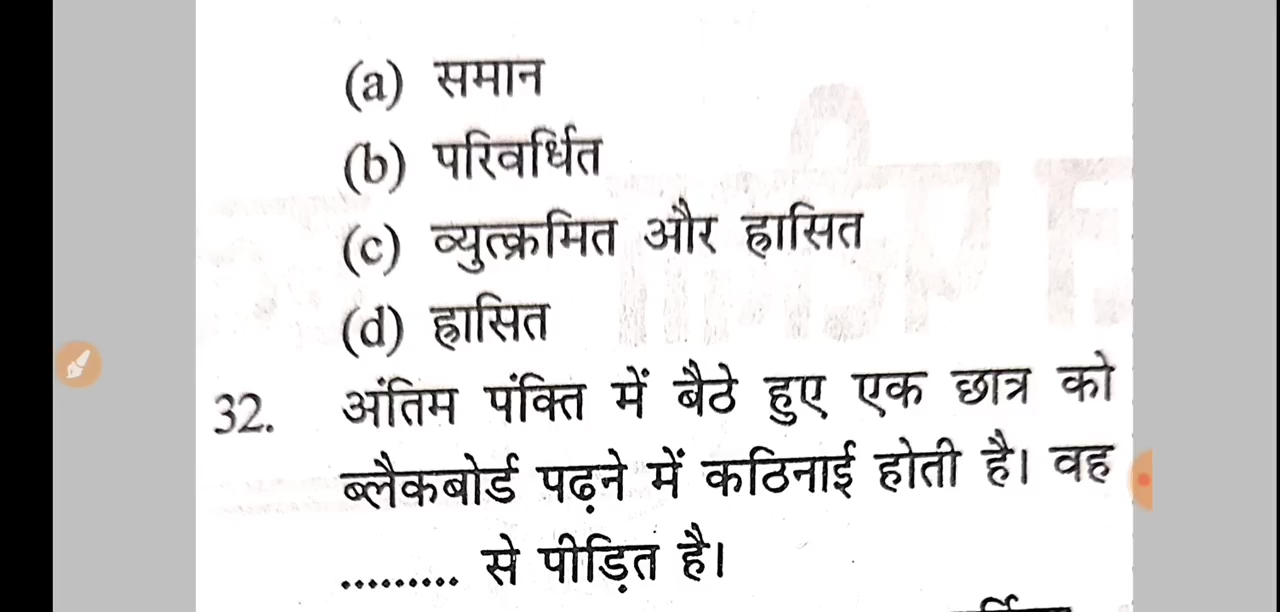 (a) समान
(b) परिवर्धित
(c) व्युत्क्रमित और ह्रासित
(d) ह्रासित
32. अंतिम पंक्ति में बैठे हुए एक छात्र को
ब्लैकबोर्ड पढ़ने में कठिनाई होती है। वह
......... से पीड़ित है।